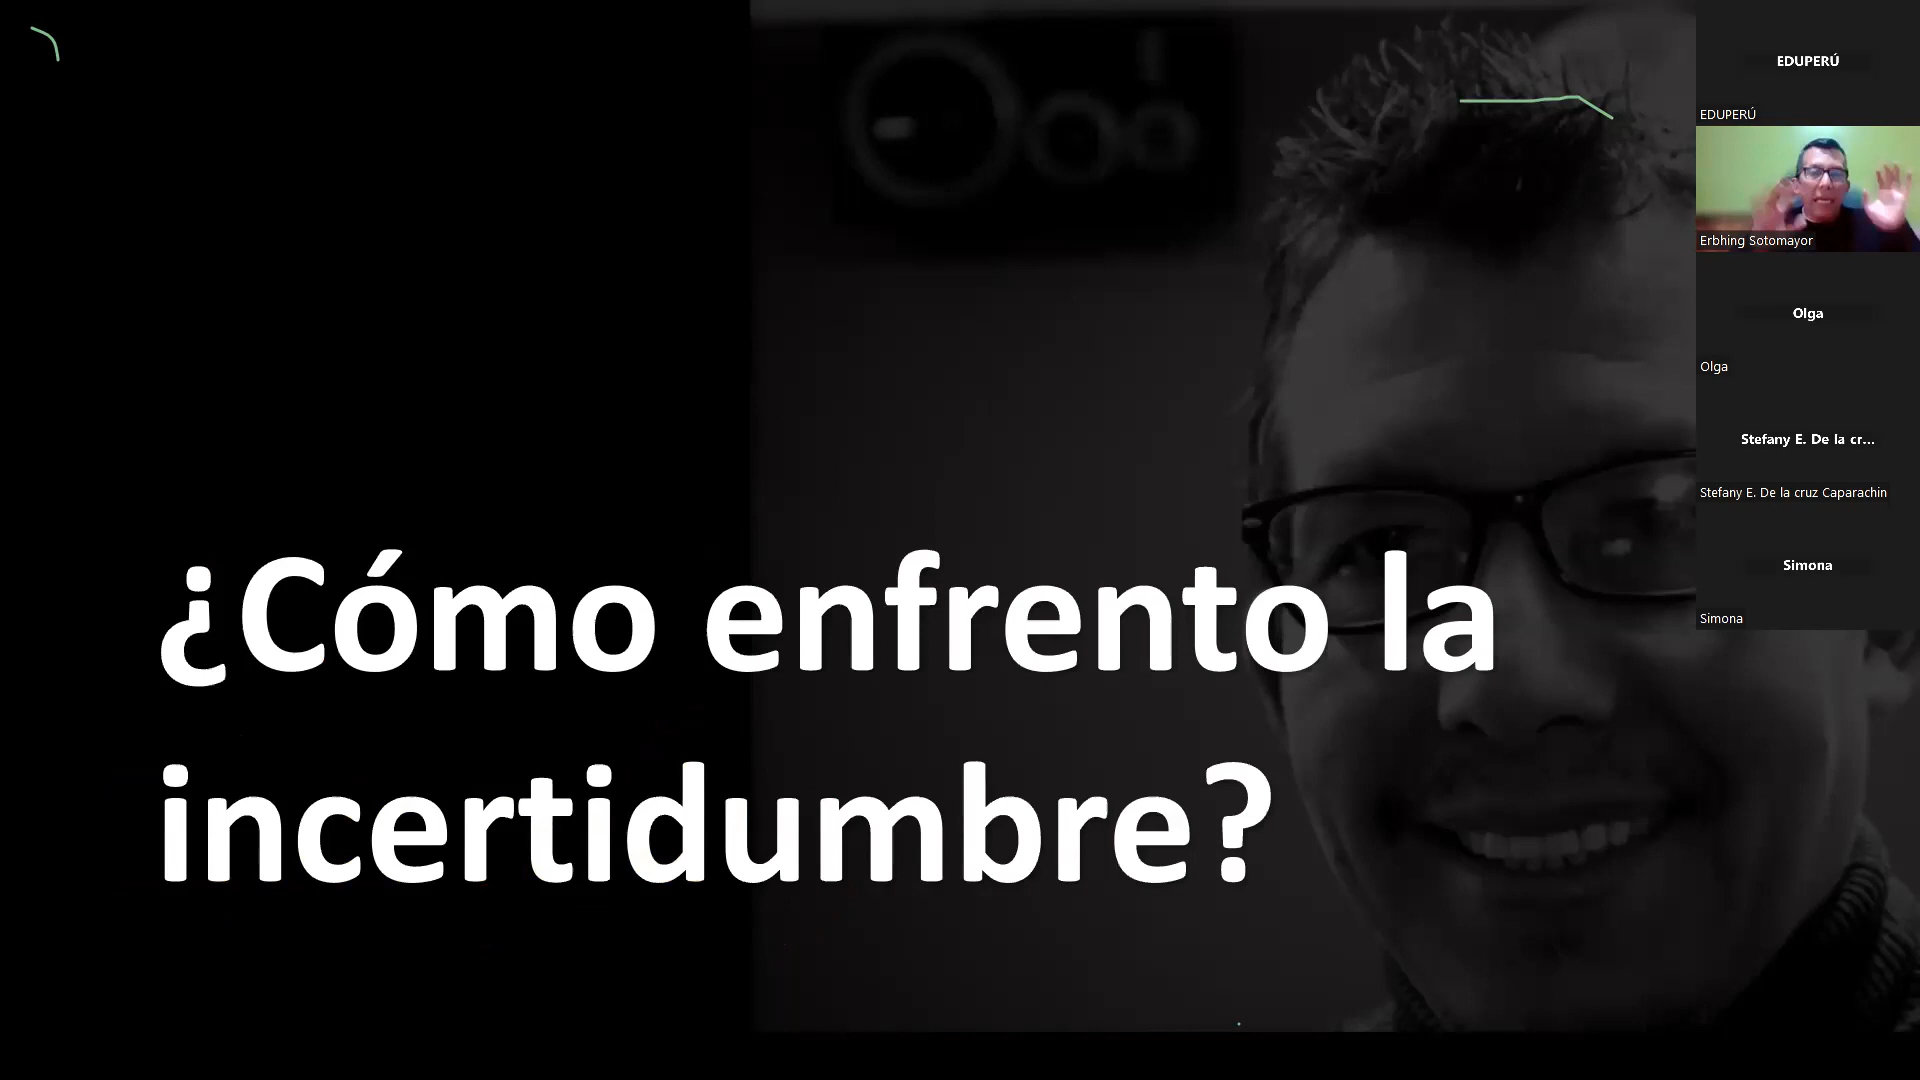 ¿Cómo enfrento la
incertidumbre?
EDUPERÚ
EDUPERÚ
Erbhing Sotomayor
Olga
Olga
Stefany E. De la cr...
Stefany E. De la cruz Caparachin
Simona
Simona